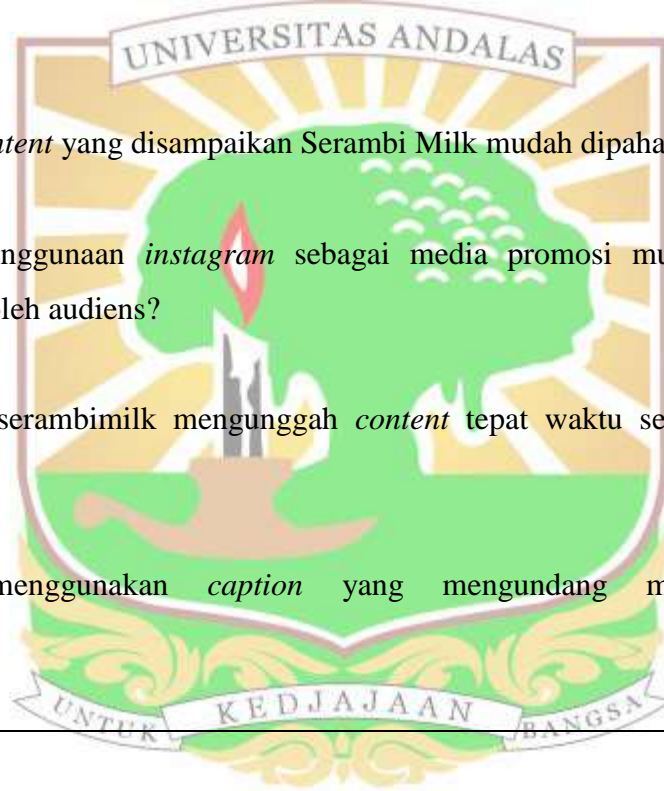 UNIVERSITAS ANDALAS
ntent yang disampaikan Serambi Milk mudah dipaha
nggunaan instagram sebagai media promosi mu
oleh audiens?
serambimilk mengunggah content tepat waktu se
menggunakan caption yang mengundang m
UNTUK KEDJAJAAN BANGSA